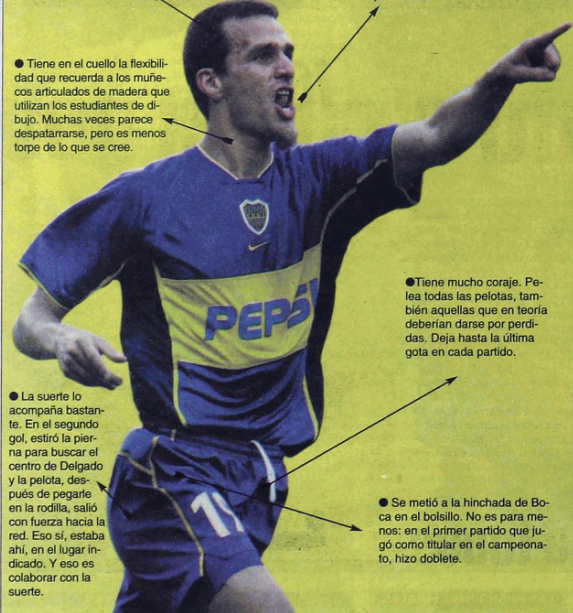 ● Tiene en el cuello la flexibili-
dad que recuerda a los muñe-
cos articulados de madera que
utilizan los estudiantes de di-
bujo. Muchas veces parece
despatarrarse, pero es menos
torpe de lo que se cree.
PEPSI
●Tiene mucho coraje. Pe-
lea todas las pelotas, tam-
bién aquellas que en teoría
deberían darse por perdi-
das. Deja hasta la última
gota en cada partido.
● La suerte lo
acompaña bastan-
te. En el segundo
gol, estiró la pier-
na para buscar el
centro de Delgado
y la pelota, des-
pués de pegarle
en la rodilla, salió
con fuerza hacia la
red. Eso sí, estaba
ahí, en el lugar in-
dicado. Y eso es
colaborar con la
suerte.
● Se metió a la hinchada de Bo-
ca en el bolsillo. No es para me-
nos: en el primer partido que ju-
gó como titular en el campeona-
to, hizo doblete.